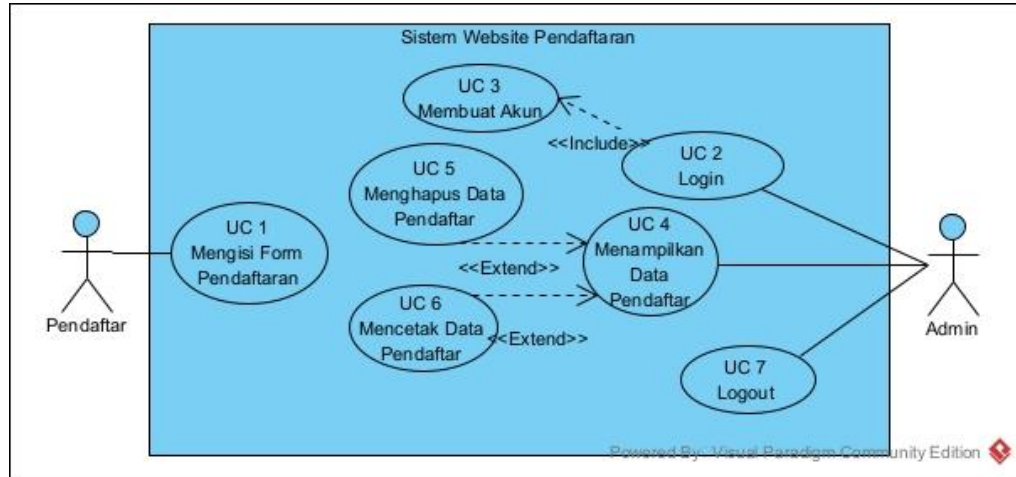 Sistem Website Pendaftaran
UC 3
Membuat Akun
<<Include>>
UC 2
Login
UC 5
Menghapus Data
Pendaftar
UC 1
Mengisi Form
Pendaftaran
UC 4
Menampilkan
Data
Pendaftar
<<Extend>>
UC 6
Mencetak Data
Pendaftar
<<Extend>>
Pendaftar
Admin
UC 7
Logout
Powered By: Visual Paradigm Community Edition